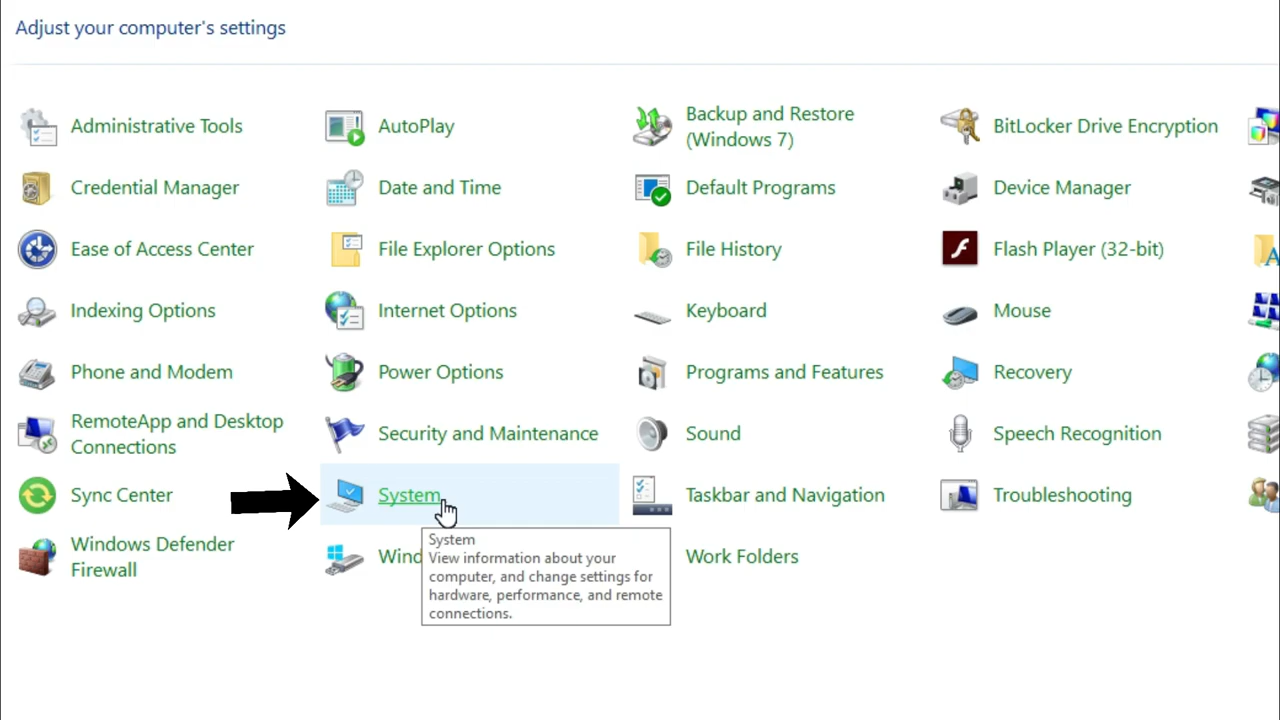 Adjust your computer's settings
Administrative Tools
AutoPlay
Backup and Restore
(Windows 7)
BitLocker Drive Encryption
Credential Manager
Date and Time
Default Programs
Device Manager
Ease of Access Center
File Explorer Options
File History
Flash Player (32-bit)
Indexing Options
Internet Options
Keyboard
Mouse
Phone and Modem
Power Options
Programs and Features
Recovery
RemoteApp and Desktop
Connections
Security and Maintenance
Sound
Speech Recognition
Sync Center
System
Taskbar and Navigation
Troubleshooting
Windows Defender
Firewall
Wind
Work Folders
System
View information about your
computer, and change settings for
hardware, performance, and remote
connections.